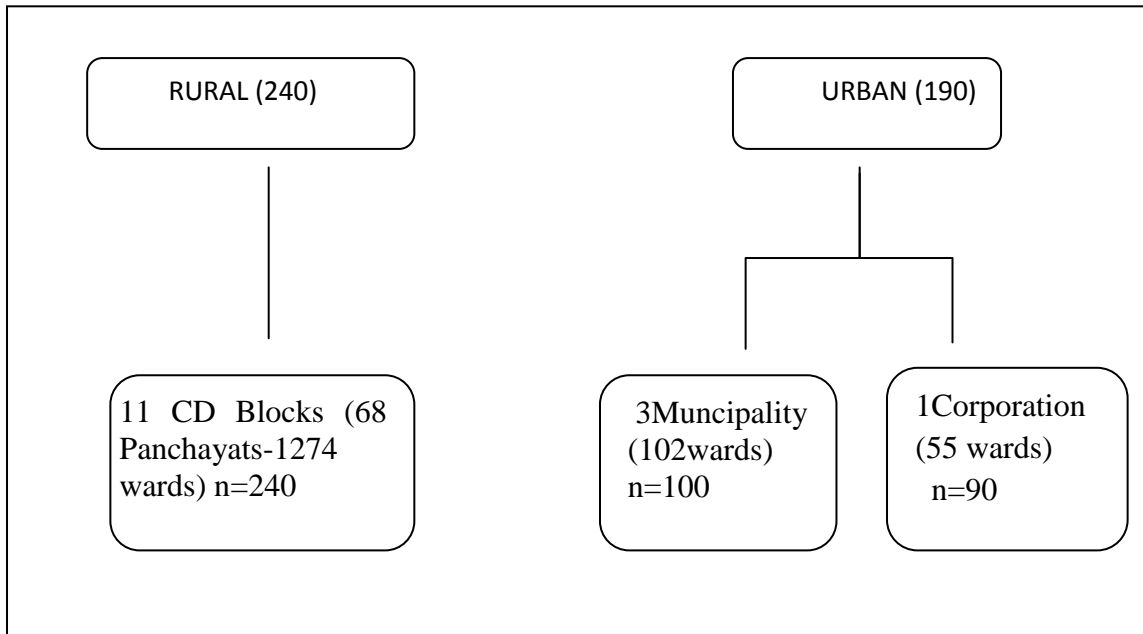 RURAL (240)
URBAN (190)
11 CD Blocks (68
Panchayats-1274
wards) n=240
3Muncipality
(102wards)
n=100
1Corporation
(55 wards)
n=90